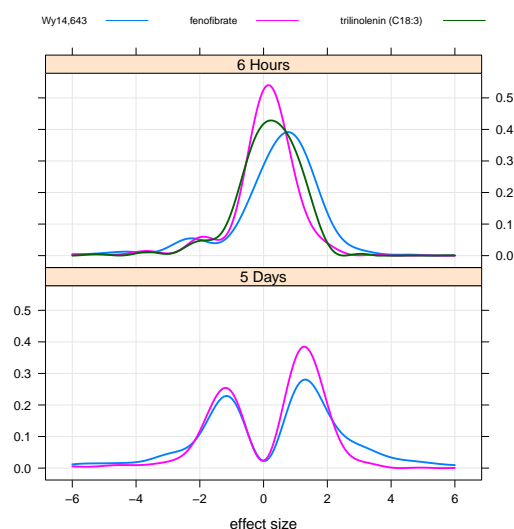 Wy14,643 fenofibrate trilinolenin (C18:3)
6 Hours
0.5
0.4
0.3
0.2
0.1
0.0
5 Days
0.5
0.4
0.3
0.2
0.1
0.0
−6 −4 −2 0 2 4 6
effect size